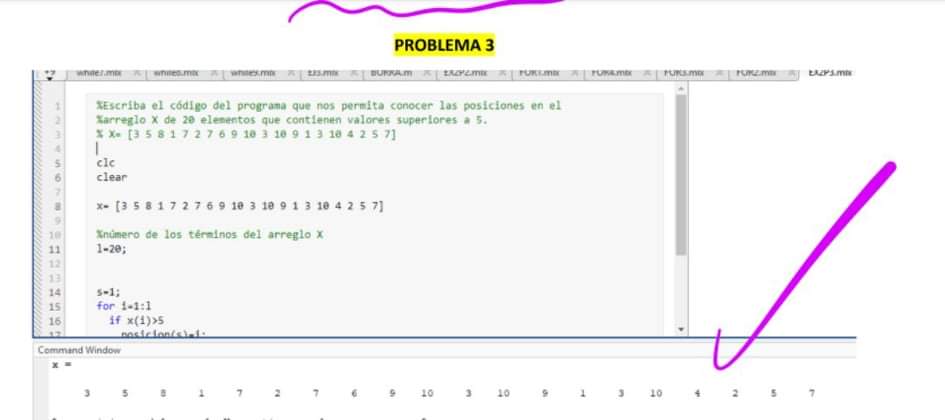 PROBLEMA 3
while7.mlx while8.mlx while9.mlx EJ3.mlx BORRA.m EX2P2.mlx FOR1.mlx FOR4.mlx FOR3.mlx FOR2.mlx EX2P3.mlx
1 %Escriba el código del programa que nos permita conocer las posiciones en el
2 %arreglo X de 20 elementos que contienen valores superiores a 5.
3 % X= [3 5 8 1 7 2 7 6 9 10 3 10 9 1 3 10 4 2 5 7]
4
5 clc
6 clear
7
8 x= [3 5 8 1 7 2 7 6 9 10 3 10 9 1 3 10 4 2 5 7]
9
10 %número de los términos del arreglo X
11 l=20;
12
13
14 s=1;
15 for i=1:l
16 if x(i)>5
17 posicion(s)=i;
Command Window
x =
3 5 8 1 7 2 7 6 9 10 3 10 9 1 3 10 4 2 5 7